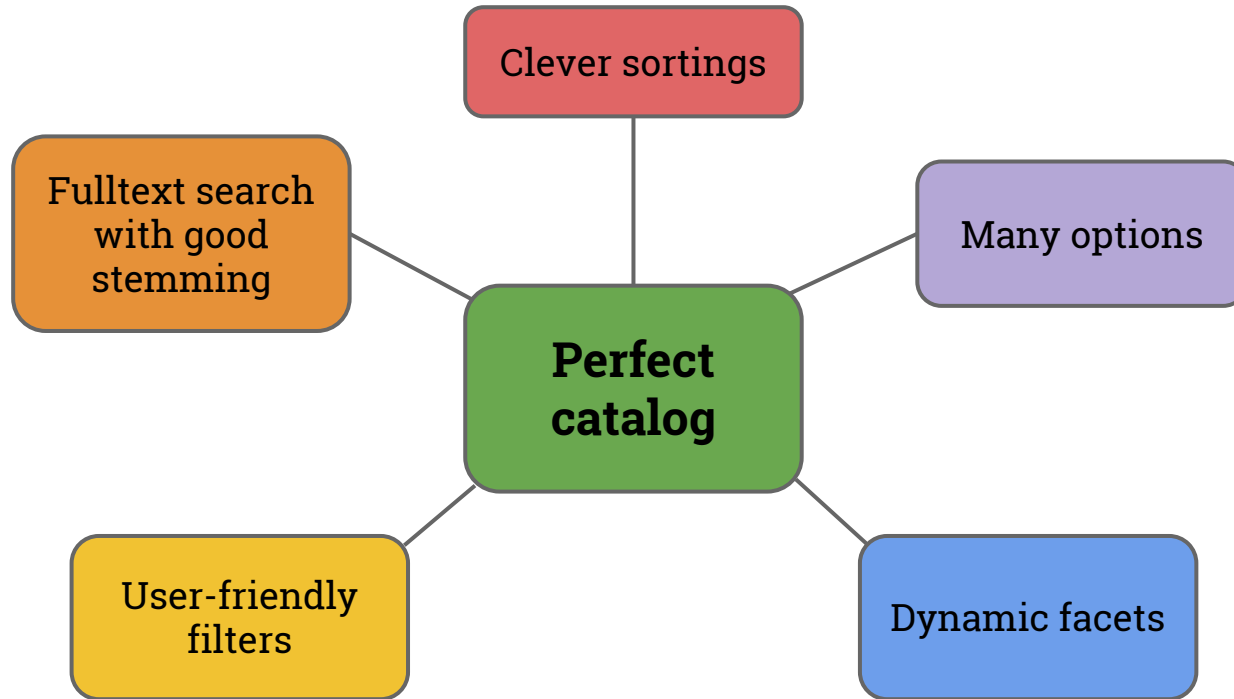 Clever sortings
Fulltext search
with good
stemming
Many options
Perfect
catalog
User-friendly
filters
Dynamic facets